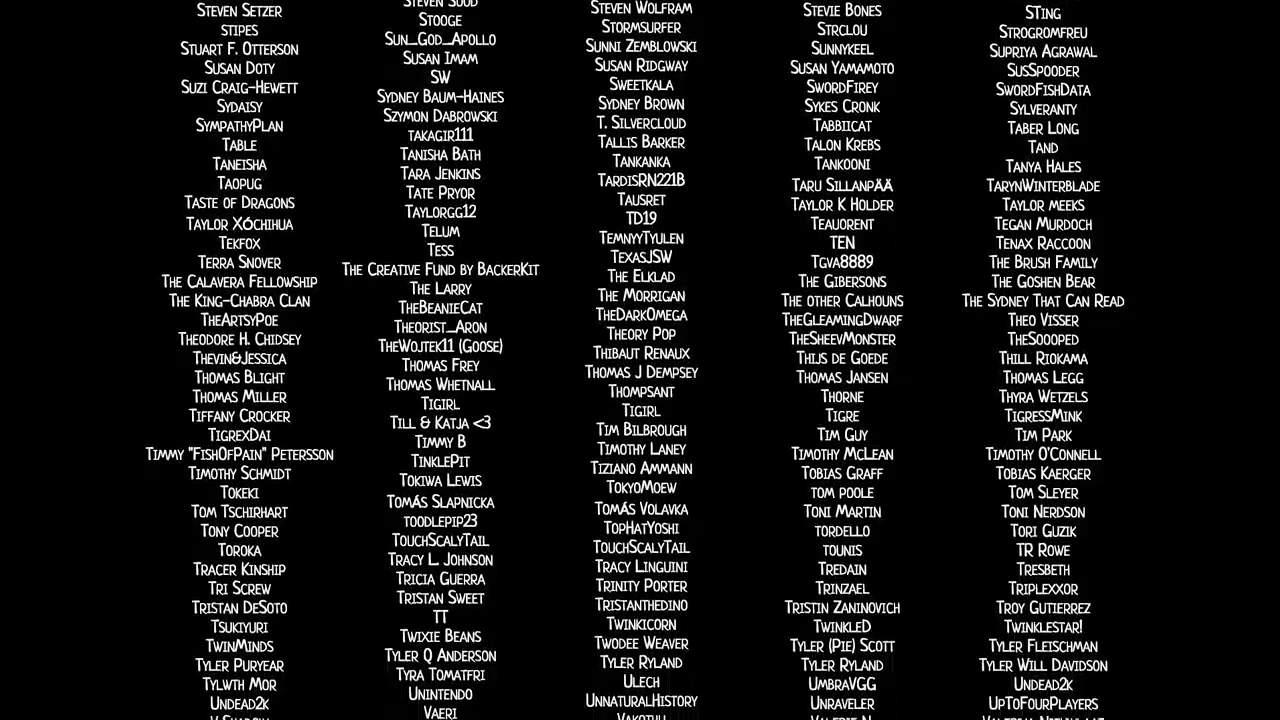 Steven Setzer
Steven Wolfram
Stevie Bones
STing
stipes
Stooge
Stormsurfer
Strclou
Strogromfreu
Stuart F. Otterson
Sun_God_Apollo
Sunni Zemblowski
Sunnykeel
Supriya Agrawal
Susan Doty
Susan Imam
Susan Ridgway
Susan Yamamoto
SusSpooder
Suzi Craig-Hewett
SW
Sweetkala
SwordFirey
SwordFishData
Sydaisy
Sydney Baum-Haines
Sydney Brown
Sykes Cronk
Sylveranty
SympathyPlan
Szymon Dabrowski
T. Silvercloud
Tabbiicat
Taber Long
Table
takagir111
Tallis Barker
Talon Krebs
Tand
Taneisha
Tanisha Bath
Tankanka
Tankooni
Tanya Hales
Taopug
Tara Jenkins
TardisRN221B
Taru Sillanpää
TarynWinterblade
Taste of Dragons
Tate Pryor
Tausret
Taylor K Holder
Taylor meeks
Taylor Xóchihua
Taylorgg12
TD19
Teauorent
Tegan Murdoch
Tekfox
Telum
TemnyyTyulen
TEN
Tenax Raccoon
Terra Snover
Tess
TexasJSW
Tgva8889
The Brush Family
The Calavera Fellowship
The Creative Fund by BackerKit
The Elklad
The Gibersons
The Goshen Bear
The King-Chabra Clan
The Larry
The Morrigan
The other Calhouns
The Sydney That Can Read
TheArtsyPoe
TheBeanieCat
TheDarkOmega
TheGleamingDwarf
Theo Visser
Theodore H. Chidsey
Theorist_Aron
Theory Pop
TheSheevMonster
TheSoooped
Thevin&Jessica
TheWojtek11 (Goose)
Thibaut Renaux
Thijs de Goede
Thill Riokama
Thomas Blight
Thomas Frey
Thomas J Dempsey
Thomas Jansen
Thomas Legg
Thomas Miller
Thomas Whetnall
Thompsant
Thorne
Thyra Wetzels
Tiffany Crocker
Tigirl
Tigirl
Tigre
TigressMink
TigrexDai
Till & Katja <3
Tim Bilbrough
Tim Guy
Tim Park
Timmy "FishOfPain" Petersson
Timmy B
Timothy Laney
Timothy McLean
Timothy O'Connell
Timothy Schmidt
TinklePit
Tiziano Ammann
Tobias Graff
Tobias Kaerger
Tokeki
Tokiwa Lewis
TokyoMoew
tom poole
Tom Sleyer
Tom Tschirhart
Tomás Slapnicka
Tomás Volavka
Toni Martin
Toni Nerdson
Tony Cooper
toodlepip23
TopHatYoshi
tordello
Tori Guzik
Toroka
TouchScalyTail
TouchScalyTail
tounis
TR Rowe
Tracer Kinship
Tracy L. Johnson
Tracy Linguini
Tredain
Tresbeth
Tri Screw
Tricia Guerra
Trinity Porter
Trinzael
Triplexxor
Tristan DeSoto
Tristan Sweet
Tristanthedino
Tristin Zaninovich
Troy Gutierrez
Tsukiyuri
TT
Twinkicorn
TwinkleD
Twinklestar!
TwinMinds
Twixie Beans
Twodee Weaver
Tyler (Pie) Scott
Tyler Fleischman
Tyler Puryear
Tyler Q Anderson
Tyler Ryland
Tyler Ryland
Tyler Will Davidson
Tylwth Mor
Tyra Tomatfri
Ulech
UmbraVGG
Undead2k
Undead2k
Unintendo
UnnaturalHistory
Unraveler
UpToFourPlayers
Vaeri